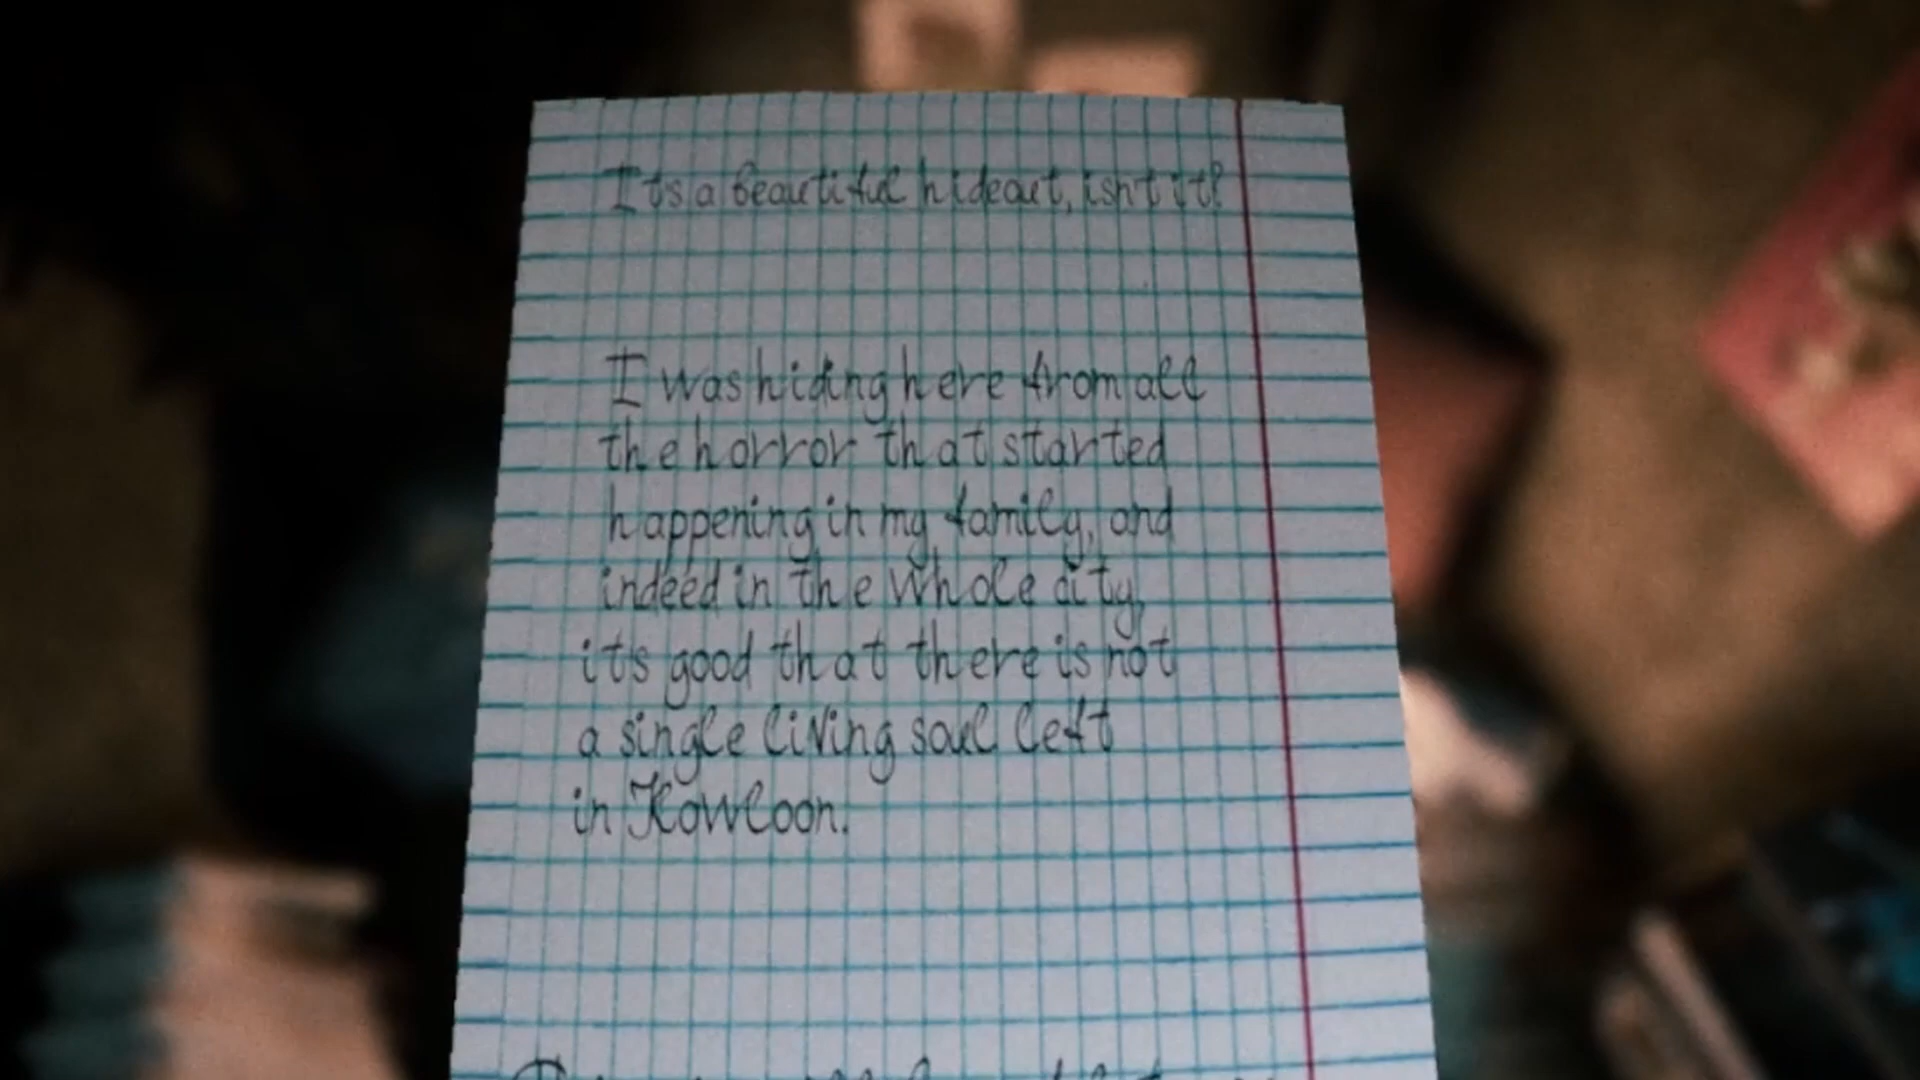 Its a beautiful hideout, isn't it?
I was hiding here from all
the horror that started
happening in my family, and
indeed in the whole city,
it's good that there is not
a single living soul left
in Kowloon.